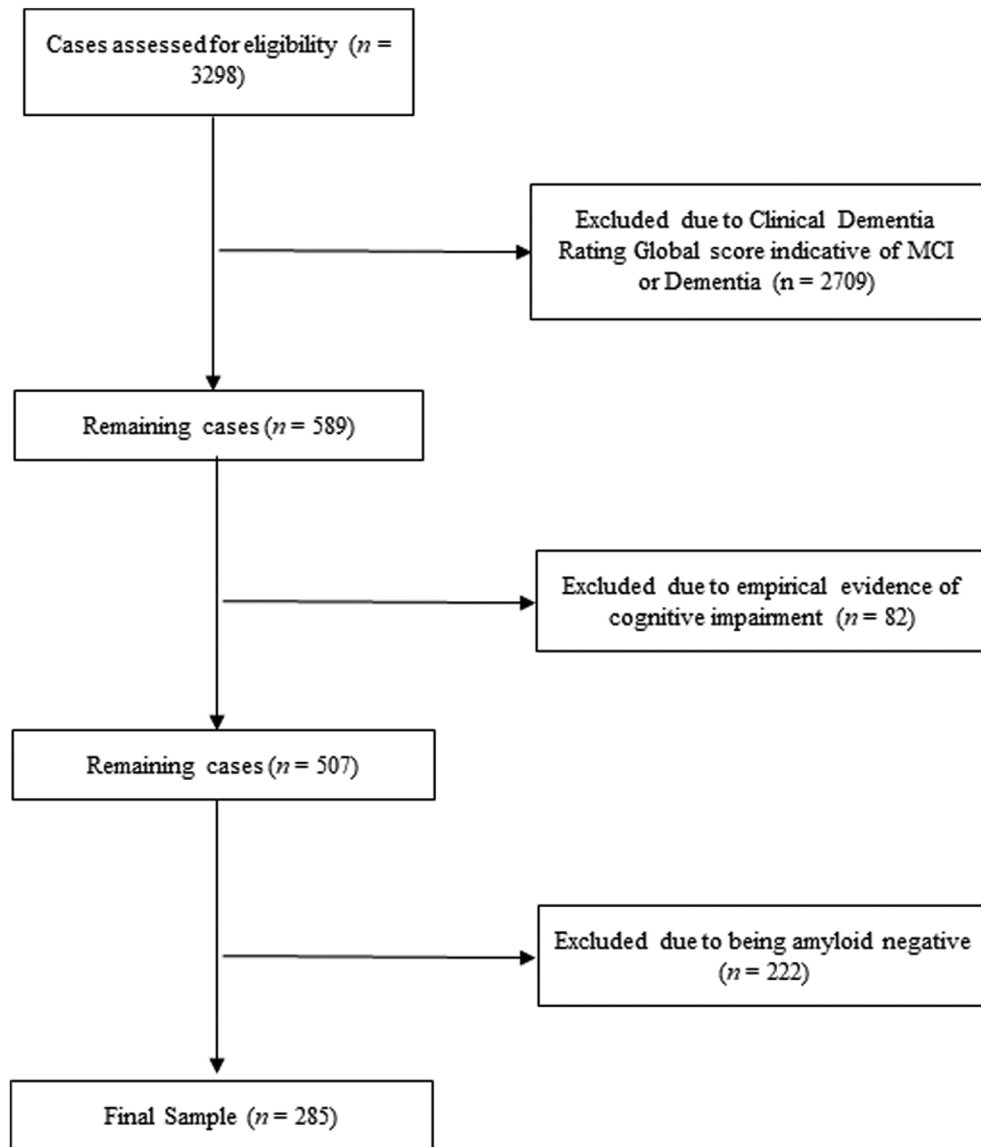 Cases assessed for eligibility (n =
3298)
Excluded due to Clinical Dementia
Rating Global score indicative of MCI
or Dementia (n = 2709)
Remaining cases (n = 589)
Excluded due to empirical evidence of
cognitive impairment (n = 82)
Remaining cases (n = 507)
Excluded due to being amyloid negative
(n = 222)
Final Sample (n = 285)